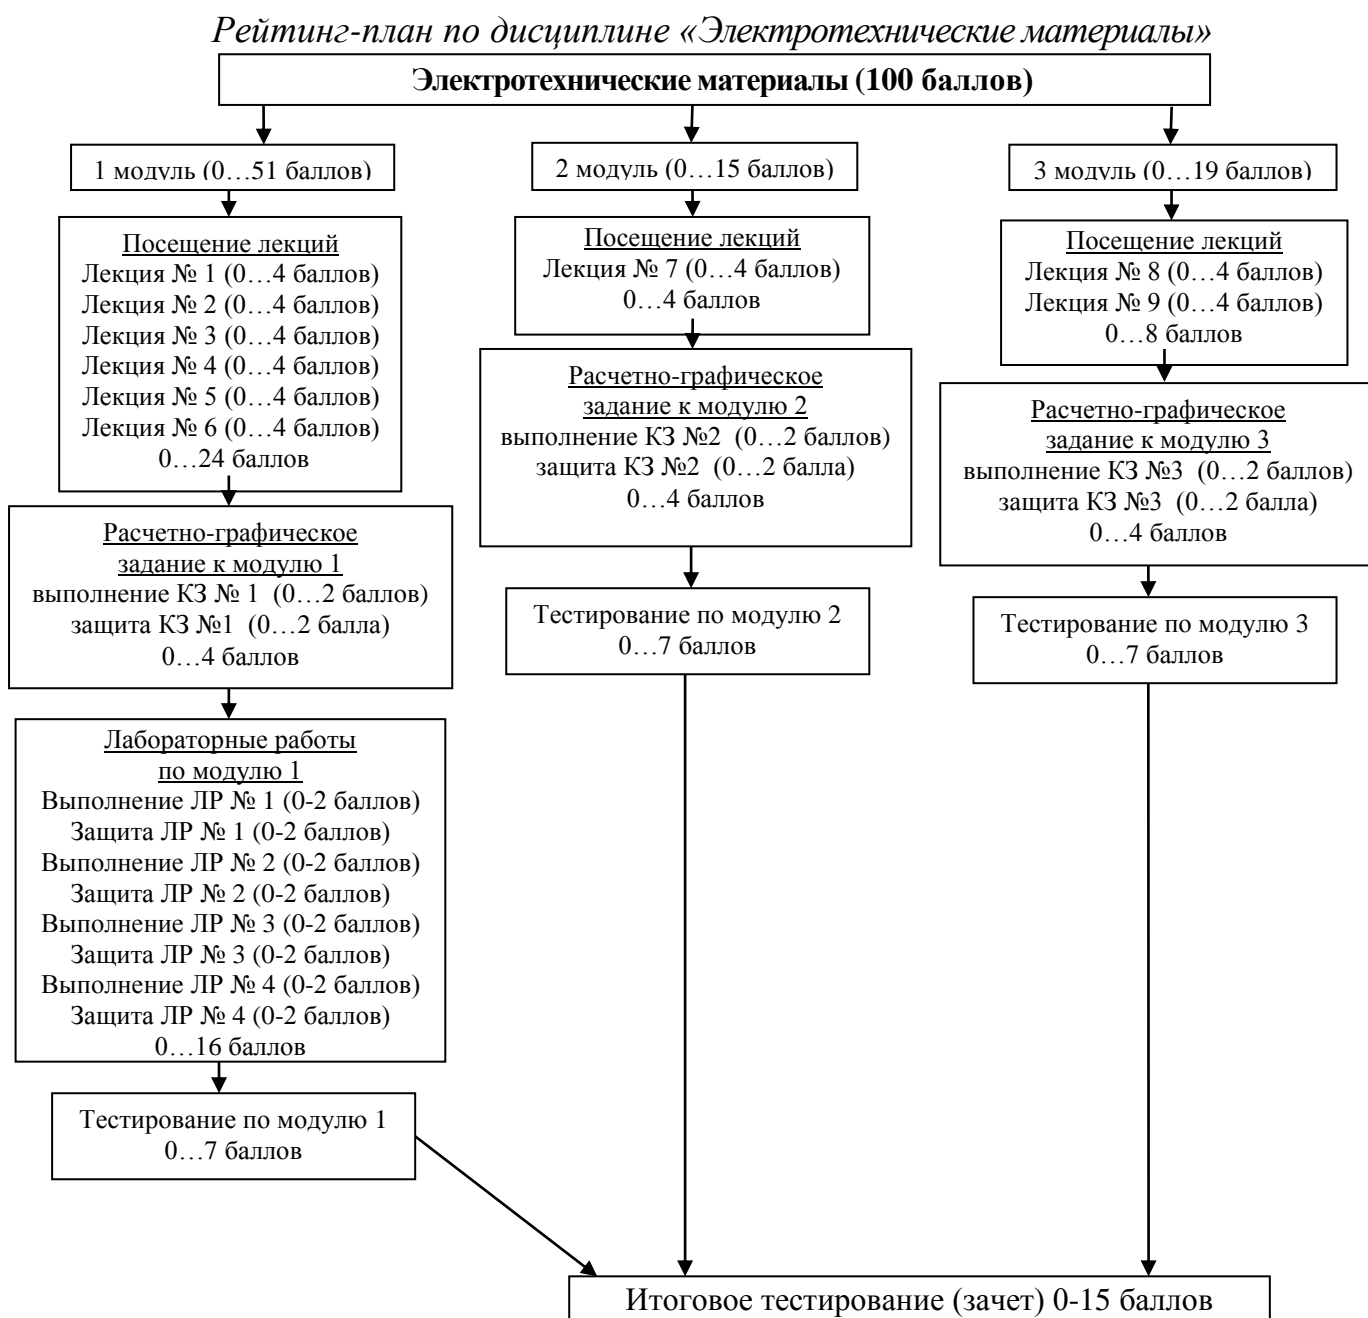 Рейтинг-план по дисциплине «Электротехнические материалы»
Электротехнические материалы (100 баллов)
1 модуль (0…51 баллов)
Посещение лекций
Лекция № 1 (0…4 баллов)
Лекция № 2 (0…4 баллов)
Лекция № 3 (0…4 баллов)
Лекция № 4 (0…4 баллов)
Лекция № 5 (0…4 баллов)
Лекция № 6 (0…4 баллов)
0…24 баллов
Расчетно-графическое
задание к модулю 1
выполнение КЗ № 1 (0…2 баллов)
защита КЗ №1 (0…2 балла)
0…4 баллов
Лабораторные работы
по модулю 1
Выполнение ЛР № 1 (0-2 баллов)
Защита ЛР № 1 (0-2 баллов)
Выполнение ЛР № 2 (0-2 баллов)
Защита ЛР № 2 (0-2 баллов)
Выполнение ЛР № 3 (0-2 баллов)
Защита ЛР № 3 (0-2 баллов)
Выполнение ЛР № 4 (0-2 баллов)
Защита ЛР № 4 (0-2 баллов)
0…16 баллов
Тестирование по модулю 1
0…7 баллов
2 модуль (0…15 баллов)
Посещение лекций
Лекция № 7 (0…4 баллов)
0…4 баллов
Расчетно-графическое
задание к модулю 2
выполнение КЗ №2 (0…2 баллов)
защита КЗ №2 (0…2 балла)
0…4 баллов
Тестирование по модулю 2
0…7 баллов
3 модуль (0…19 баллов)
Посещение лекций
Лекция № 8 (0…4 баллов)
Лекция № 9 (0…4 баллов)
0…8 баллов
Расчетно-графическое
задание к модулю 3
выполнение КЗ №3 (0…2 баллов)
защита КЗ №3 (0…2 балла)
0…4 баллов
Тестирование по модулю 3
0…7 баллов
Итоговое тестирование (зачет) 0-15 баллов